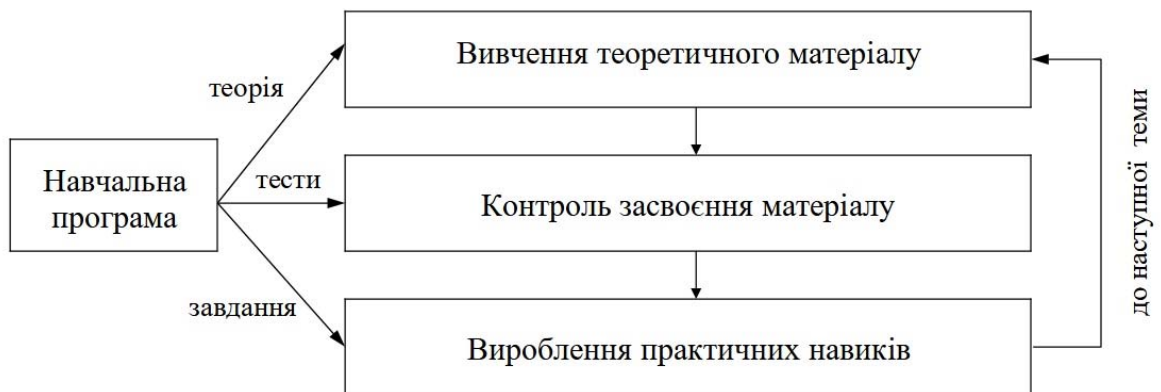 Вивчення теоретичного матеріалу
теорія
Навчальна
програма
тести
Контроль засвоєння матеріалу
завдання
Вироблення практичних навиків
до наступної теми